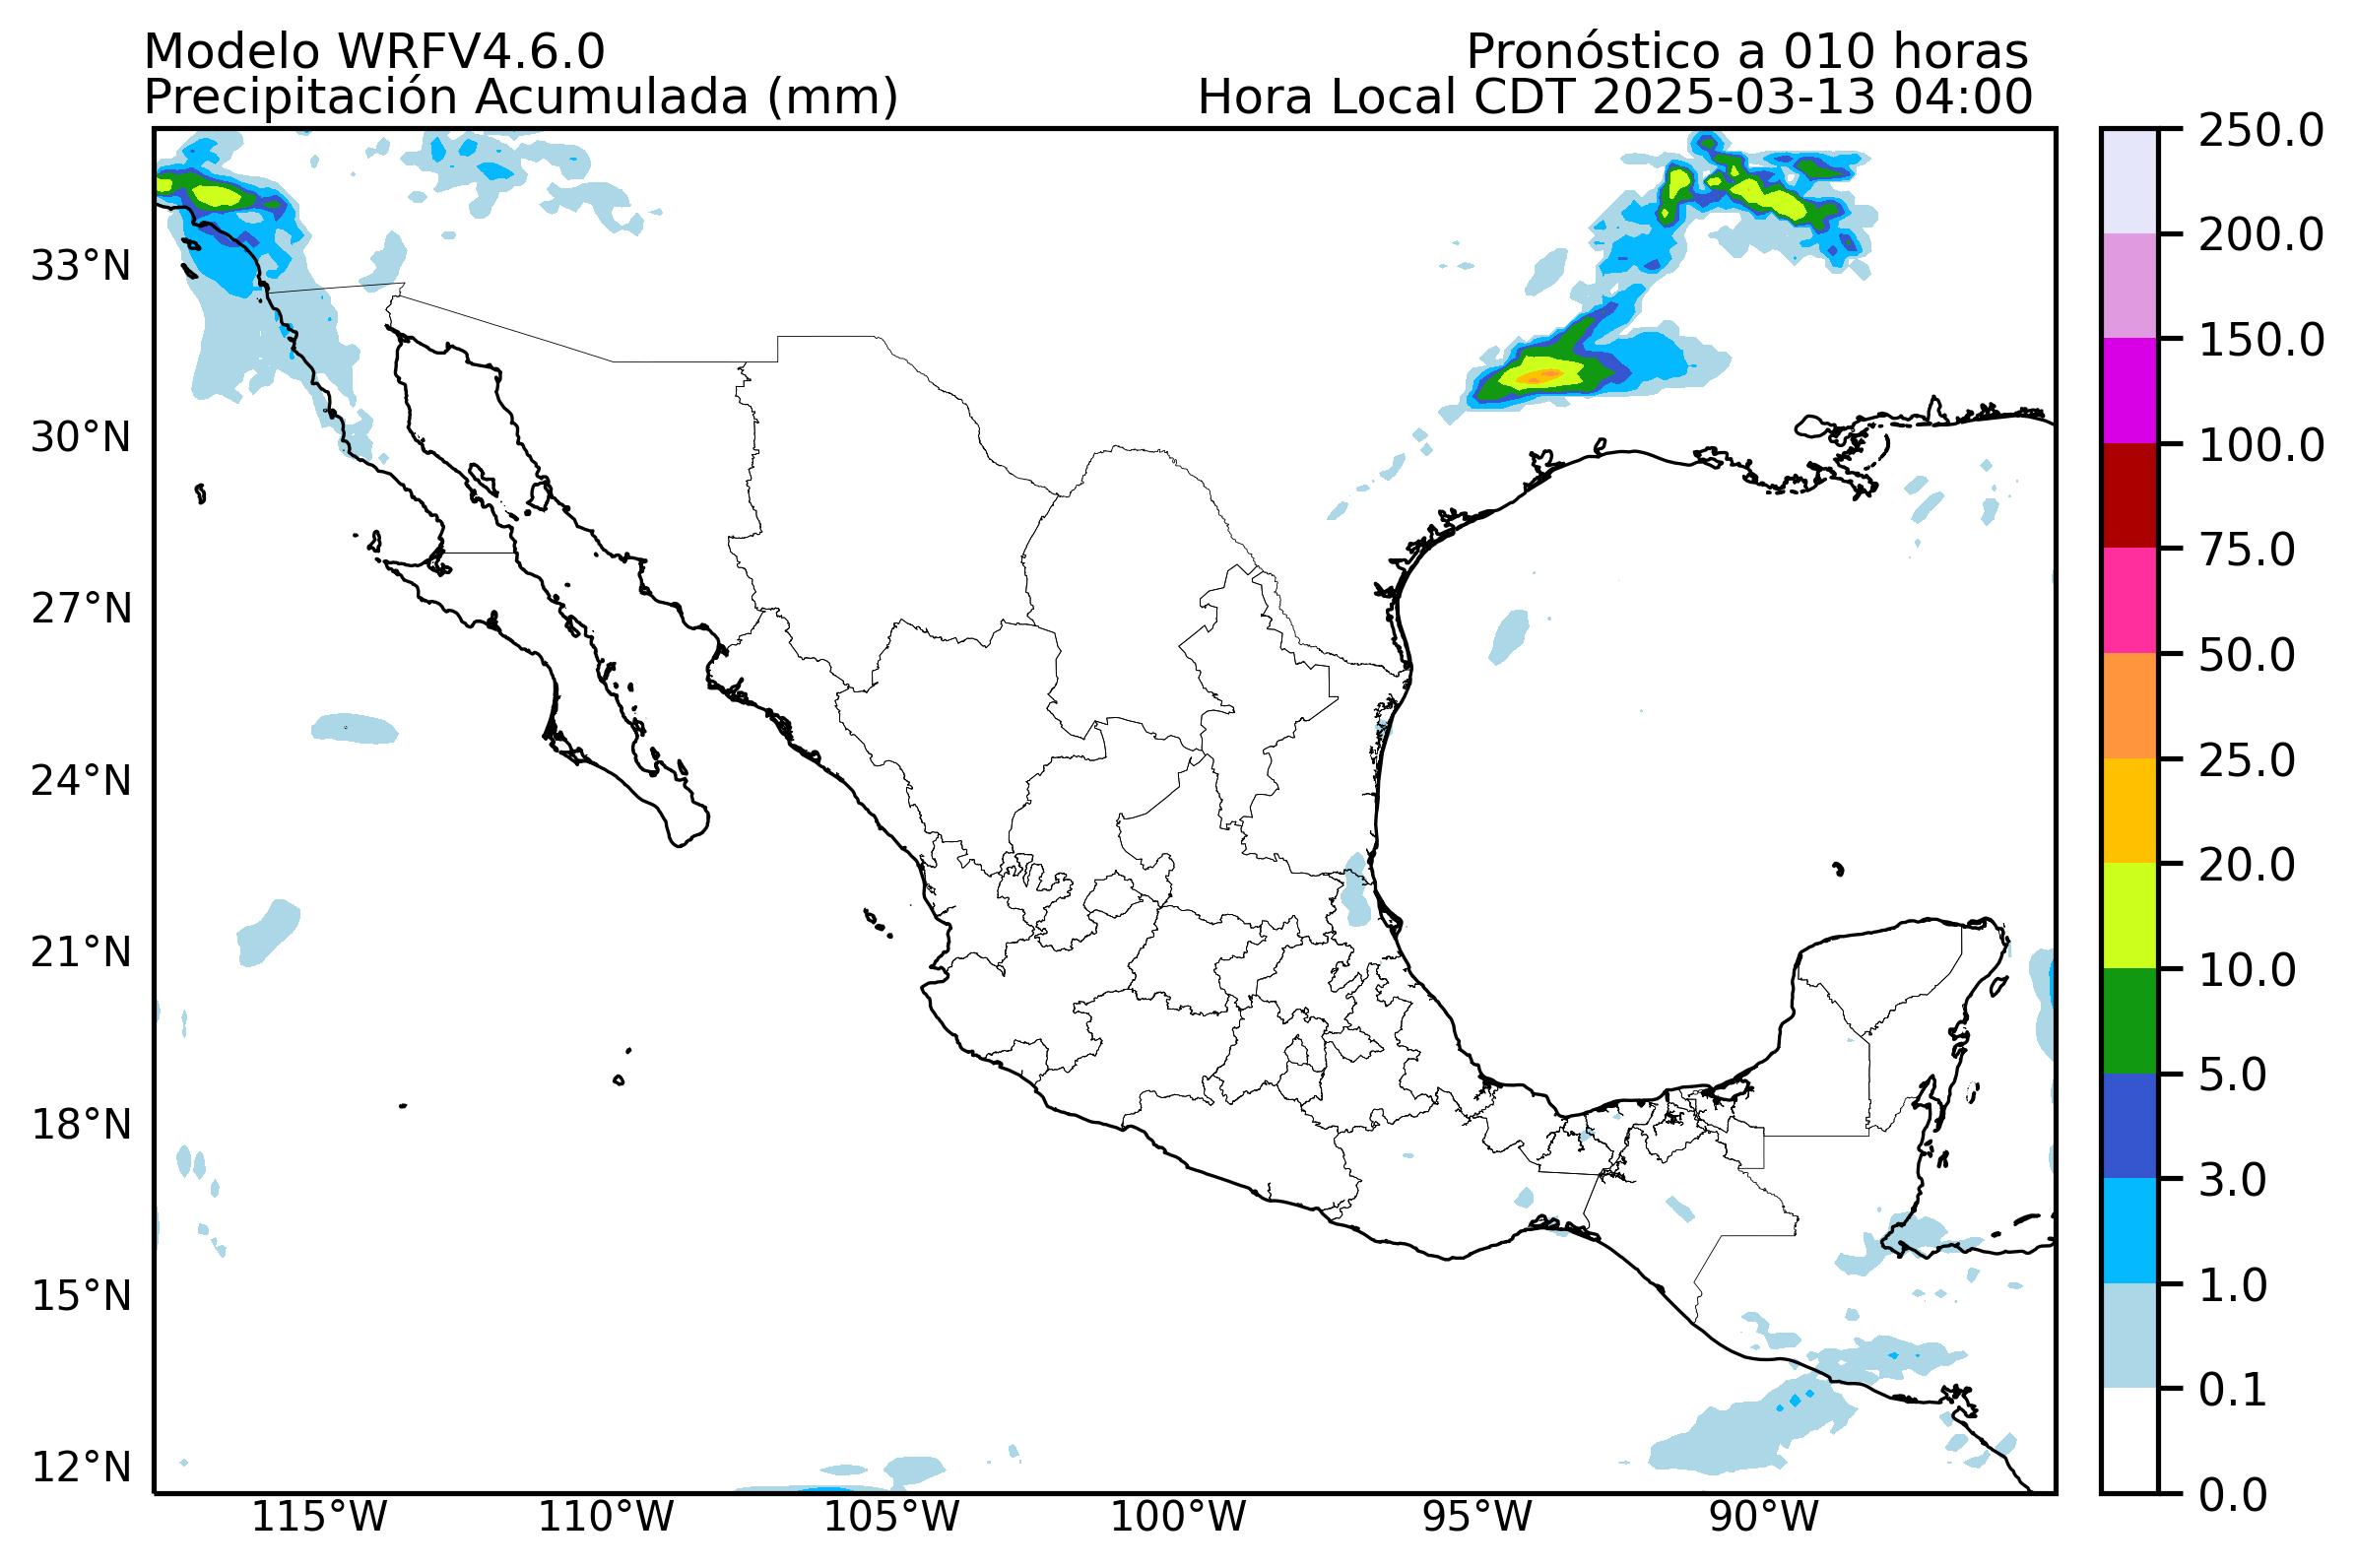 Modelo WRFV4.6.0
Pronóstico a 010 horas
Precipitación Acumulada (mm)
Hora Local CDT 2025-03-13 04:00
33°N
30°N
27°N
24°N
21°N
18°N
15°N
12°N
115°W
110°W
105°W
100°W
95°W
90°W
250.0
200.0
150.0
100.0
75.0
50.0
25.0
20.0
10.0
5.0
3.0
1.0
0.1
0.0